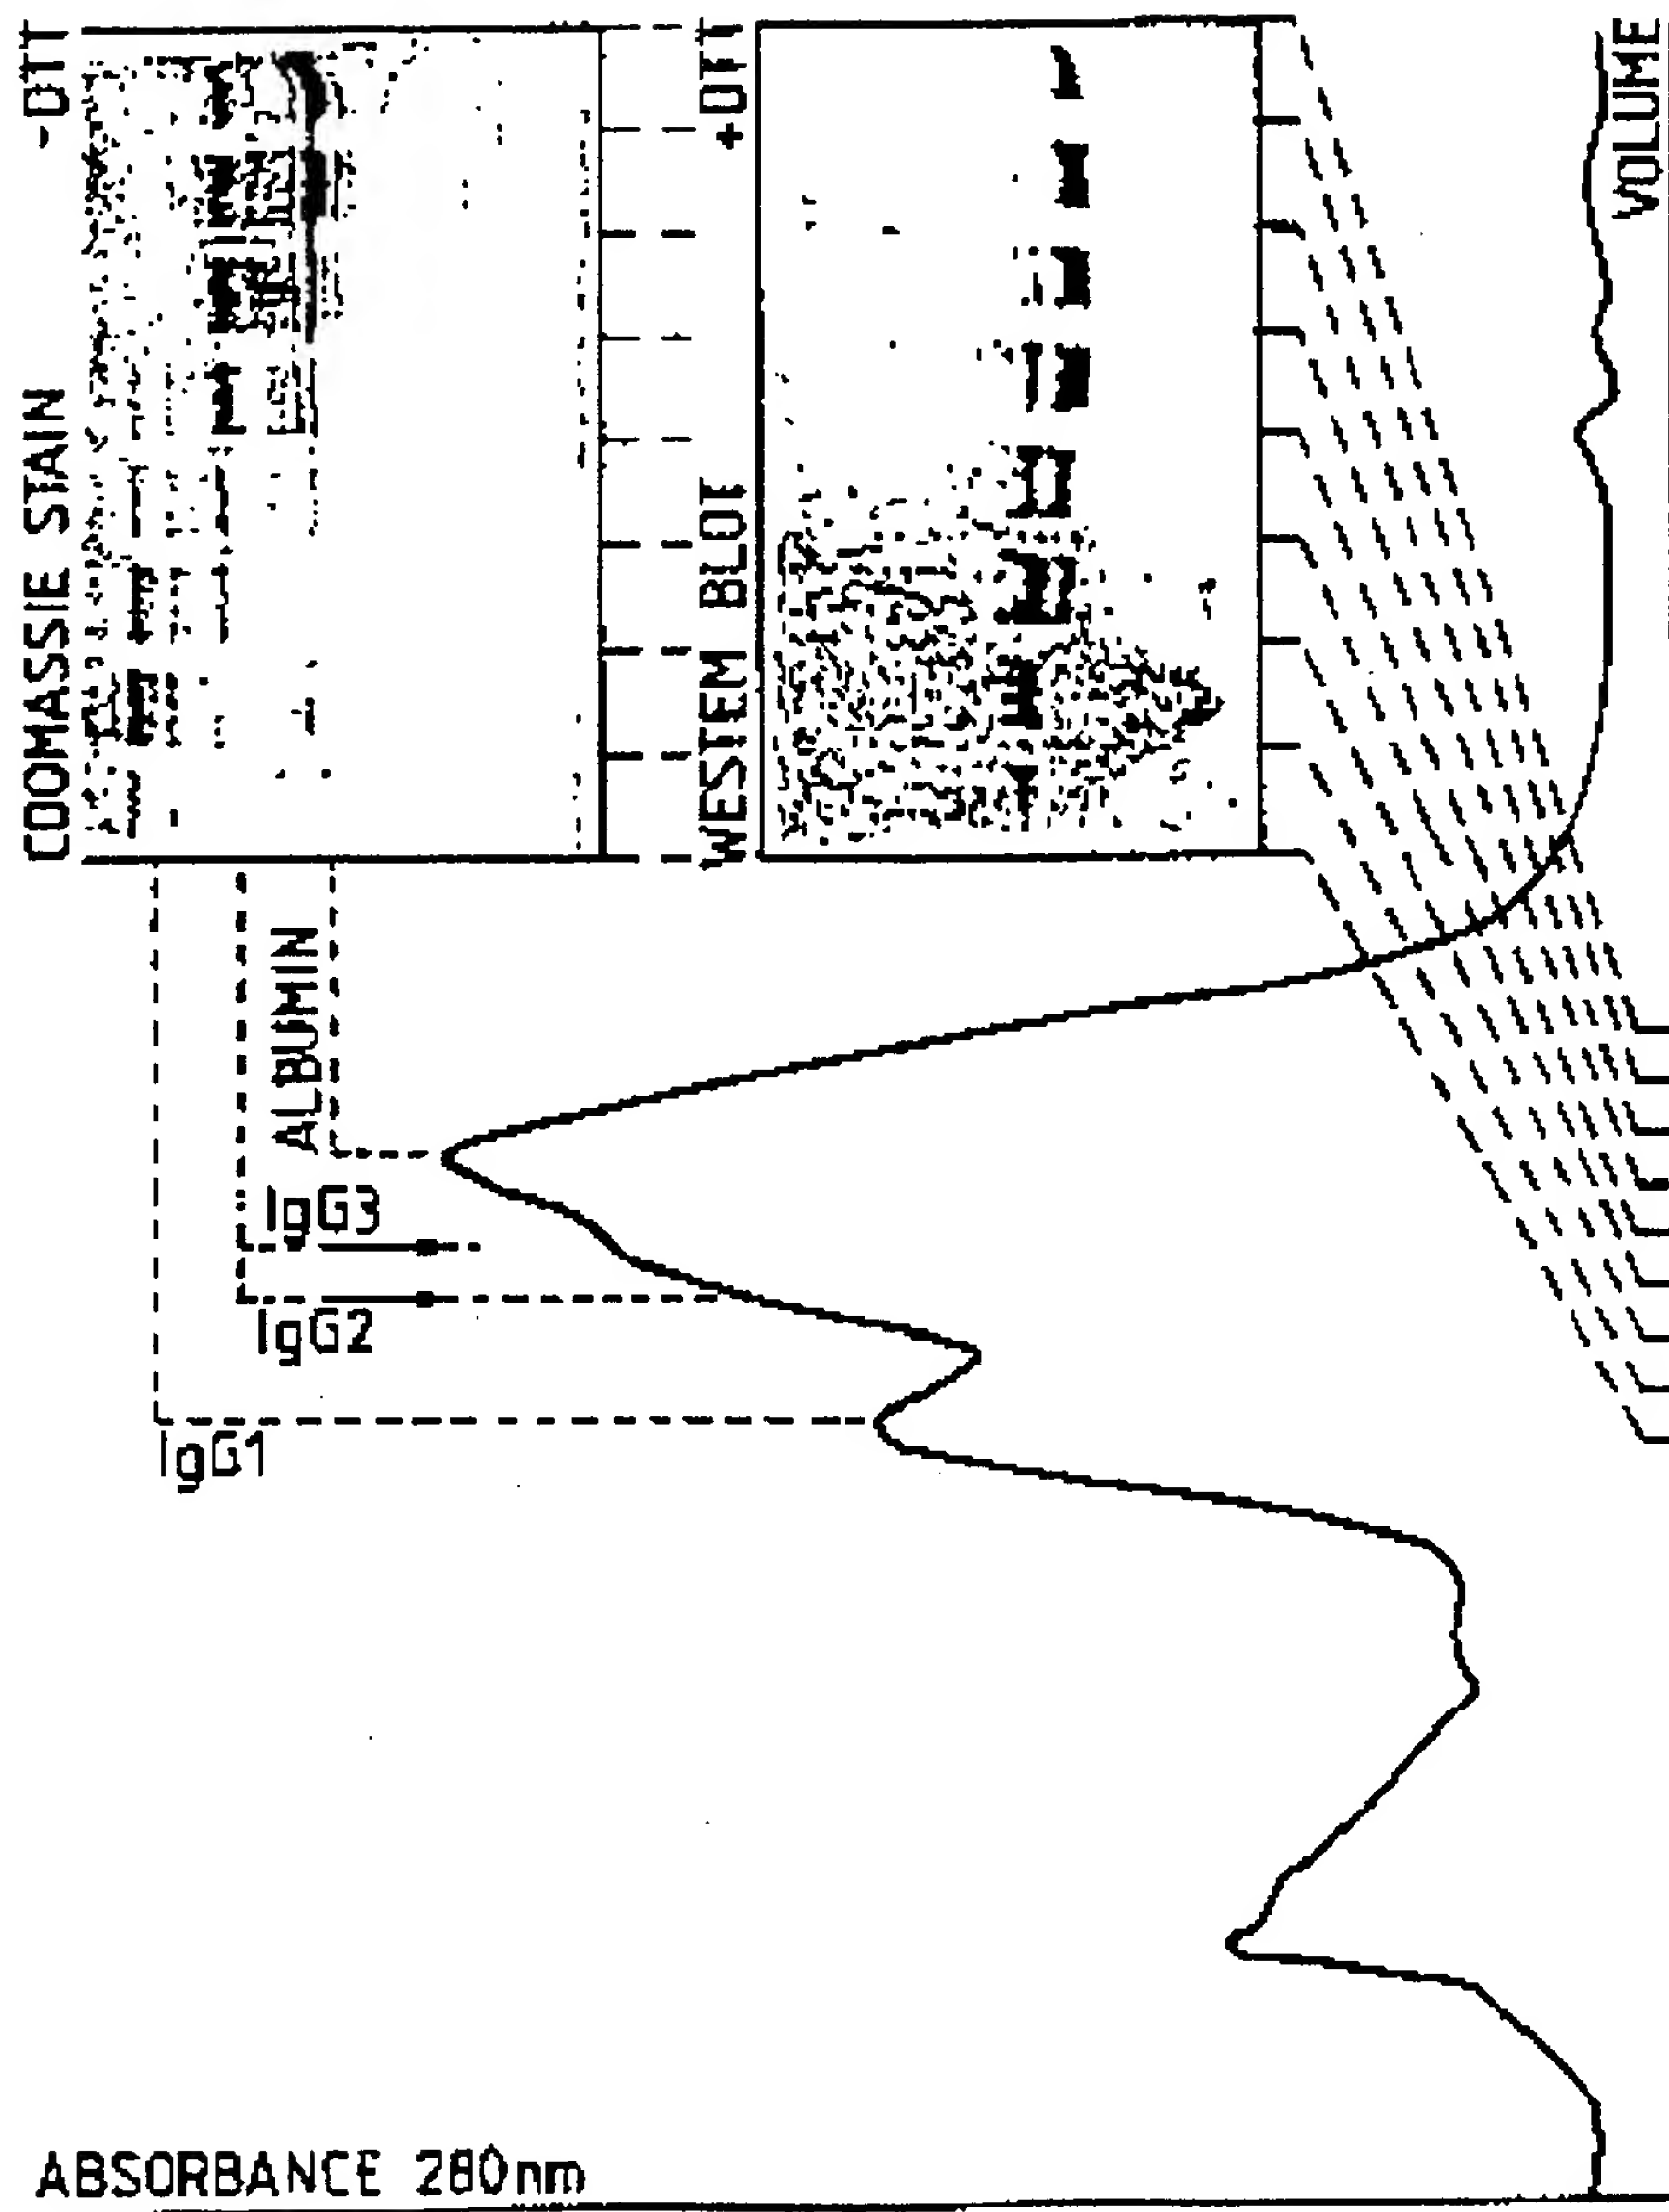 COOMASSIE STAIN -DTT
WESTEM BLOT +DTT
VOLUME
ALBUMIN
IgG3
IgG2
IgG1
ABSORBANCE 280nm